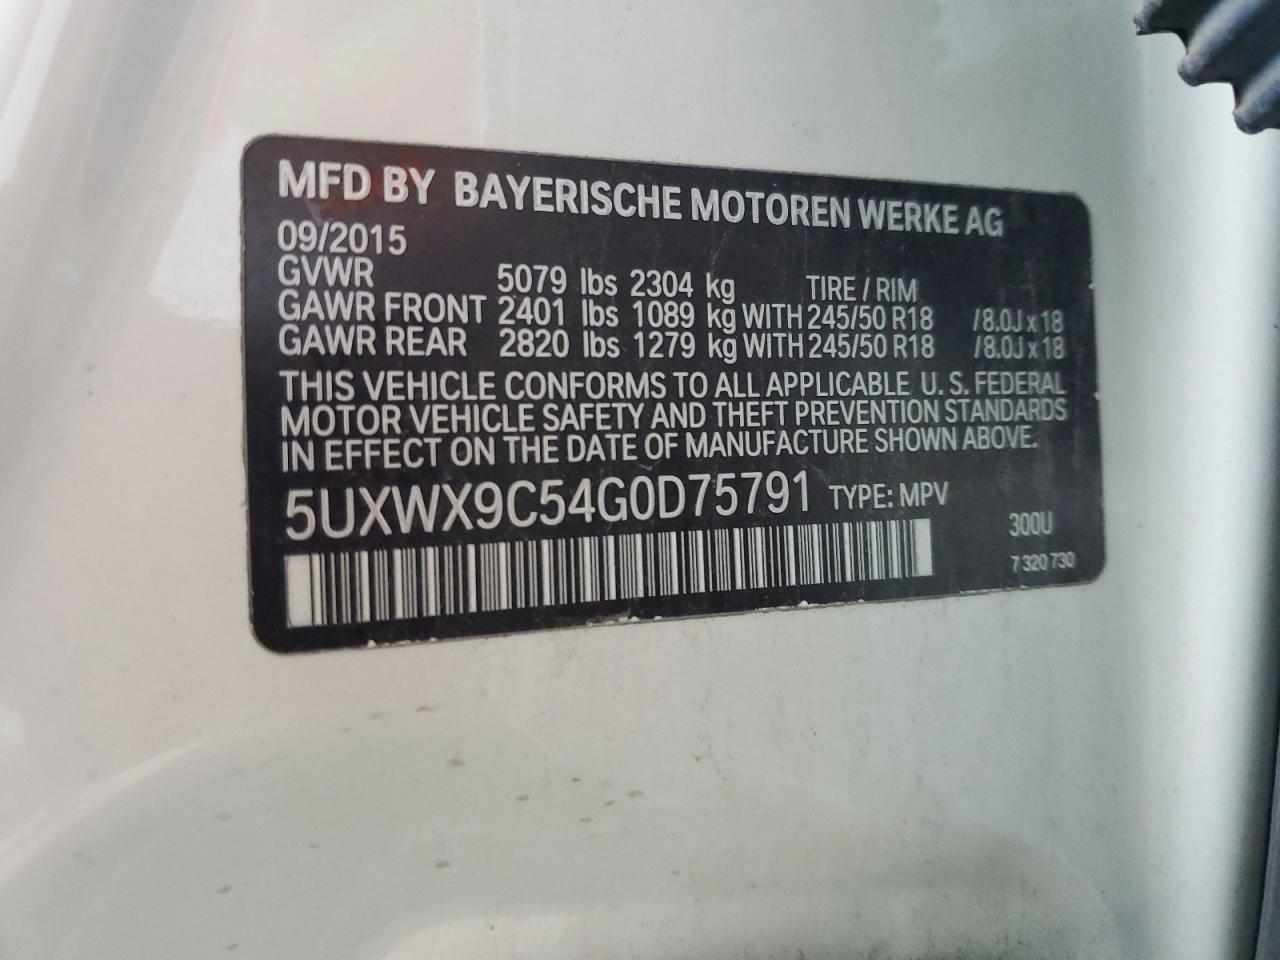 MFD BY BAYERISCHE MOTOREN WERKE AG
09/2015
GVWR 5079 lbs 2304 kg TIRE / RIM
GAWR FRONT 2401 lbs 1089 kg WITH 245/50 R18 /8.0J x 18
GAWR REAR 2820 lbs 1279 kg WITH 245/50 R18 /8.0J x 18
THIS VEHICLE CONFORMS TO ALL APPLICABLE U. S. FEDERAL
MOTOR VEHICLE SAFETY AND THEFT PREVENTION STANDARDS
IN EFFECT ON THE DATE OF MANUFACTURE SHOWN ABOVE.
5UXWX9C54G0D75791 TYPE: MPV
300U
7 320 730